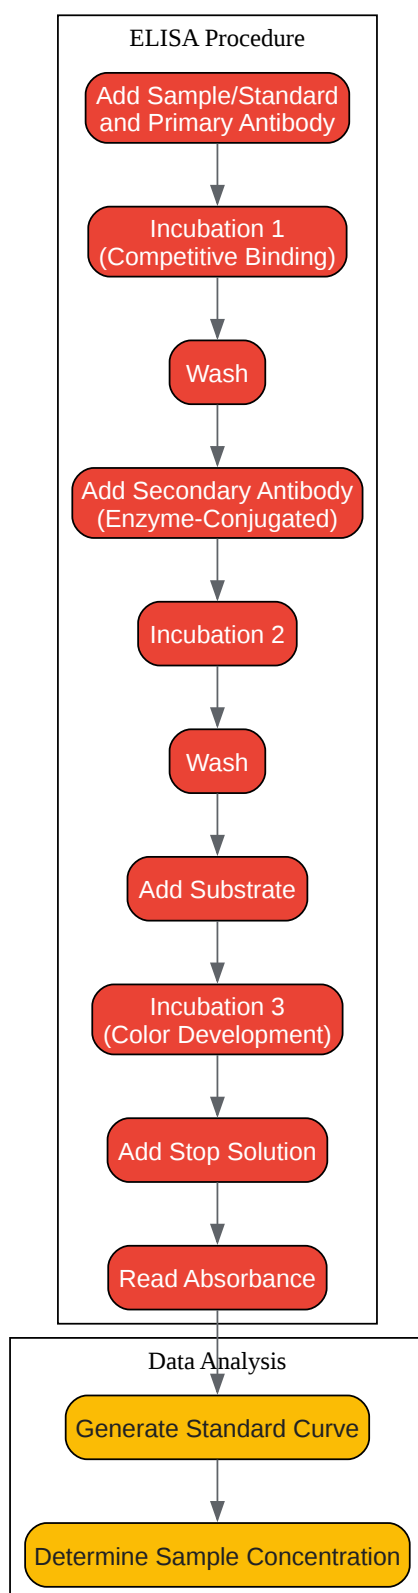 ELISA Procedure
Add Sample/Standard
and Primary Antibody
Incubation 1
(Competitive Binding)
Wash
Add Secondary Antibody
(Enzyme-Conjugated)
Incubation 2
Wash
Add Substrate
Incubation 3
(Color Development)
Add Stop Solution
Read Absorbance
Data Analysis
Generate Standard Curve
Determine Sample Concentration